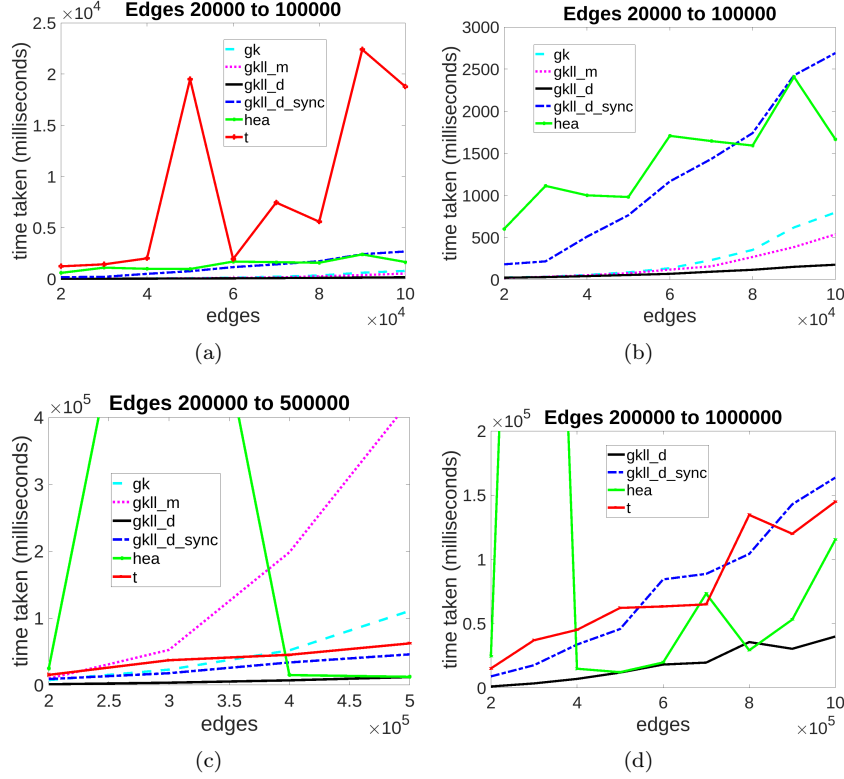 Edges 20000 to 100000
×10⁴
2.5
2
1.5
1
0.5
0
time taken (milliseconds)
gk
gkll_m
gkll_d
gkll_d_sync
hea
t
2 4 6 8 10
edges
×10⁴
(a)
Edges 20000 to 100000
3000
2500
2000
1500
1000
500
0
time taken (milliseconds)
gk
gkll_m
gkll_d
gkll_d_sync
hea
2 4 6 8 10
edges
×10⁴
(b)
Edges 200000 to 500000
×10⁵
4
3
2
1
0
time taken (milliseconds)
gk
gkll_m
gkll_d
gkll_d_sync
hea
t
2 2.5 3 3.5 4 4.5 5
edges
×10⁵
(c)
Edges 200000 to 1000000
×10⁵
2
1.5
1
0.5
0
time taken (milliseconds)
gkll_d
gkll_d_sync
hea
t
2 4 6 8 10
edges
×10⁵
(d)